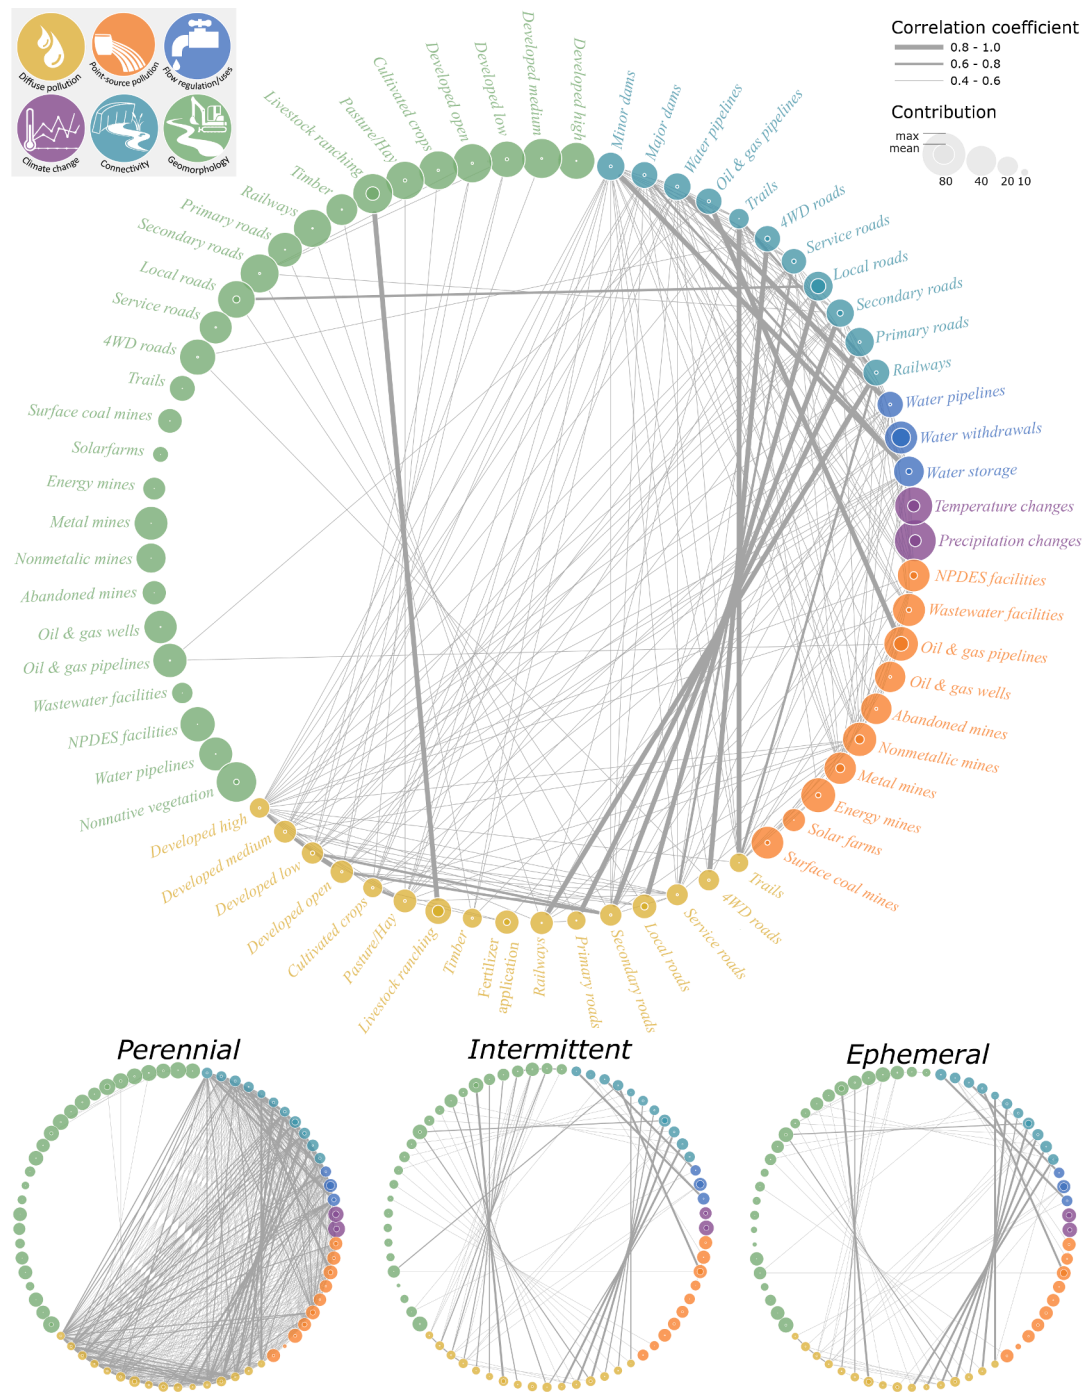 Diffuse pollution
Point-source pollution
Flow regulation/uses
Climate change
Connectivity
Geomorphology
Correlation coefficient
0.8 - 1.0
0.6 - 0.8
0.4 - 0.6
Contribution
max
mean
80
40
20
10
Minor dams
Major dams
Water pipelines
Oil & gas pipelines
Trails
4WD roads
Service roads
Local roads
Secondary roads
Primary roads
Railways
Water pipelines
Water withdrawals
Water storage
Temperature changes
Precipitation changes
NPDES facilities
Wastewater facilities
Oil & gas pipelines
Oil & gas wells
Abandoned mines
Nonmetallic mines
Metal mines
Energy mines
Solar farms
Surface coal mines
Trails
4WD roads
Service roads
Local roads
Secondary roads
Primary roads
Railways
Fertilizer
application
Timber
Livestock ranching
Pasture/Hay
Cultivated crops
Developed open
Developed low
Developed medium
Developed high
Nonnative vegetation
Water pipelines
NPDES facilities
Wastewater facilities
Oil & gas pipelines
Oil & gas wells
Abandoned mines
Nonmetalic mines
Metal mines
Energy mines
Solarfarms
Surface coal mines
Trails
4WD roads
Service roads
Local roads
Secondary roads
Primary roads
Railways
Timber
Livestock ranching
Pasture/Hay
Cultivated crops
Developed open
Developed low
Developed medium
Developed high
Perennial
Intermittent
Ephemeral